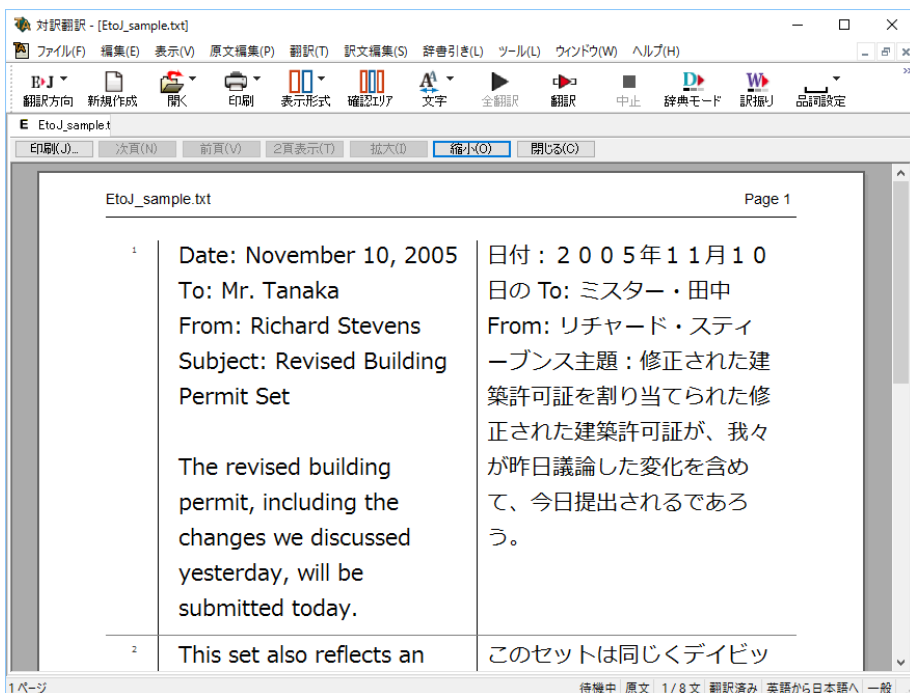 対訳翻訳 - [EtoJ_sample.txt]
ファイル(F) 編集(E) 表示(V) 原文編集(P) 翻訳(T) 訳文編集(S) 辞書引き(L) ツール(L) ウィンドウ(W) ヘルプ(H)
E▸J
翻訳方向 新規作成 開く 印刷 表示形式 確認エリア 文字 全翻訳 翻訳 中止 辞典モード 訳振り 品詞設定
E EtoJ_sample.t
印刷(J)... 次頁(N) 前頁(V) 2頁表示(T) 拡大(I) 縮小(O) 閉じる(C)
EtoJ_sample.txt Page 1
1
Date: November 10, 2005
To: Mr. Tanaka
From: Richard Stevens
Subject: Revised Building
Permit Set
The revised building
permit, including the
changes we discussed
yesterday, will be
submitted today.
日付：２００５年１１月１０
日の To: ミスター・田中
From: リチャード・スティ
ーブンス主題：修正された建
築許可証を割り当てられた修
正された建築許可証が、我々
が昨日議論した変化を含め
て、今日提出されるであろ
う。
2
This set also reflects an
このセットは同じくデイビッ
1ページ 待機中 原文 1/8文 翻訳済み 英語から日本語へ 一般